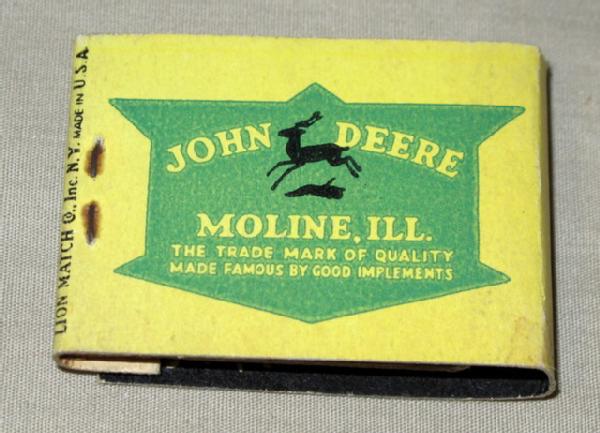 JOHN DEERE
MOLINE, ILL.
THE TRADE MARK OF QUALITY
MADE FAMOUS BY GOOD IMPLEMENTS
LION MATCH Co., Inc. N.Y. MADE IN U.S.A